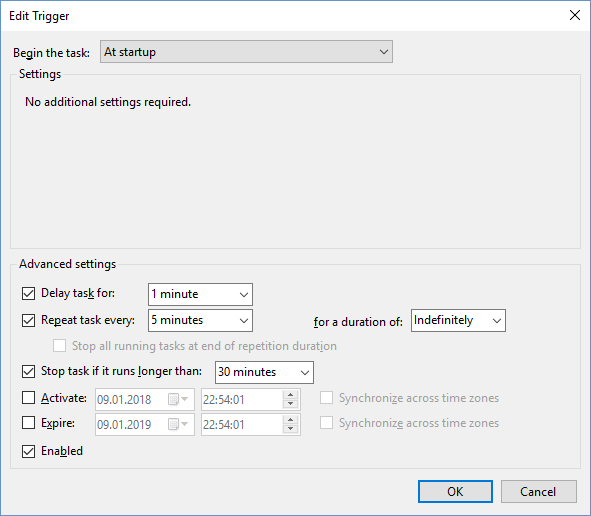 Edit Trigger
Begin the task: At startup
Settings
No additional settings required.
Advanced settings
Delay task for: 1 minute
Repeat task every: 5 minutes for a duration of: Indefinitely
Stop all running tasks at end of repetition duration
Stop task if it runs longer than: 30 minutes
Activate: 09.01.2018 22:54:01 Synchronize across time zones
Expire: 09.01.2019 22:54:01 Synchronize across time zones
Enabled
OK Cancel